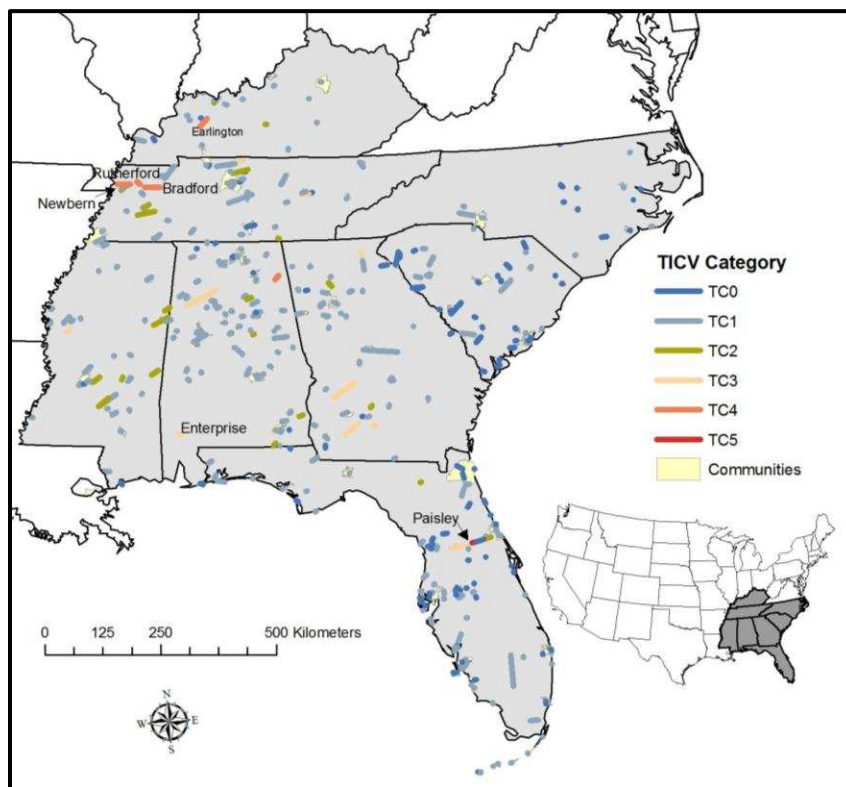 Earlington
Rutherford
Bradford
Newbern
TICV Category
TC0
TC1
TC2
TC3
TC4
TC5
Communities
Enterprise
Paisley
0 125 250 500 Kilometers
N
W E
S